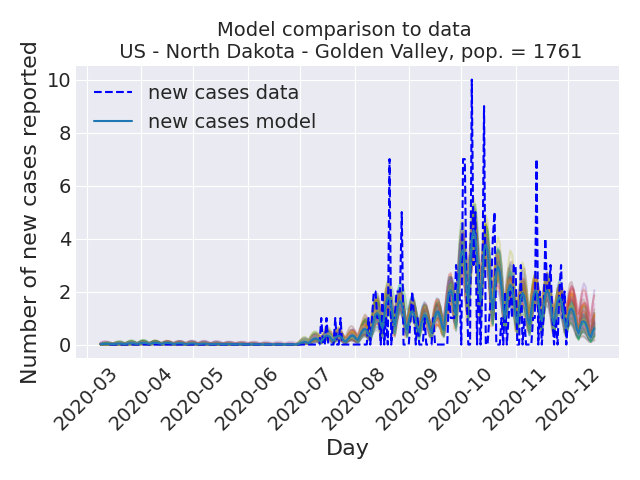 Model comparison to data
US - North Dakota - Golden Valley, pop. = 1761
Number of new cases reported
10
8
6
4
2
0
new cases data
new cases model
2020-03
2020-04
2020-05
2020-06
2020-07
2020-08
2020-09
2020-10
2020-11
2020-12
Day